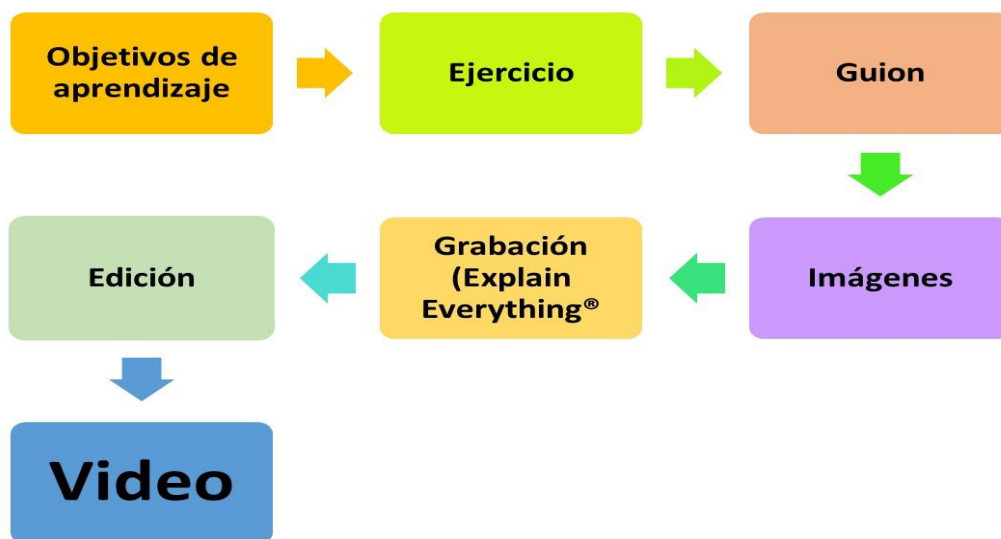 Objetivos de
aprendizaje
Ejercicio
Guion
Imágenes
Grabación
(Explain
Everything®
Edición
Video